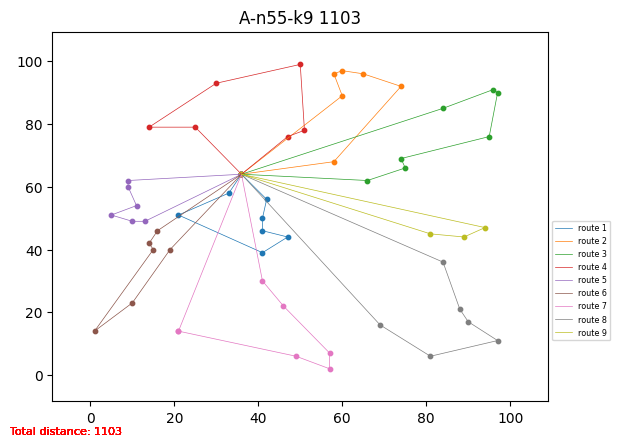 A-n55-k9 1103
100
80
60
40
20
0
0 20 40 60 80 100
route 1
route 2
route 3
route 4
route 5
route 6
route 7
route 8
route 9
Total distance: 1103